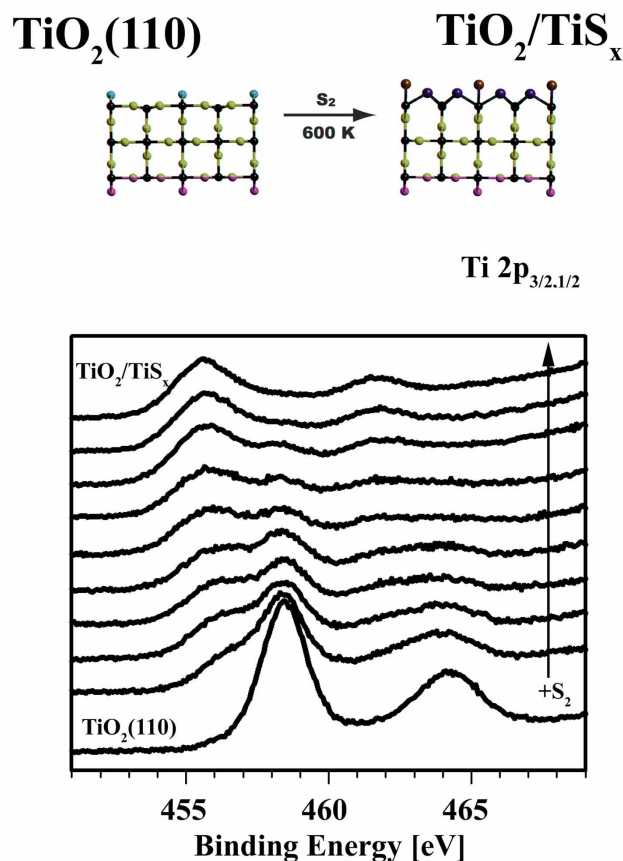 TiO₂(110)
TiO₂/TiSₓ
S₂
600 K
Ti 2p₃/₂,₁/₂
TiO₂/TiSₓ
+S₂
TiO₂(110)
455 460 465
Binding Energy [eV]